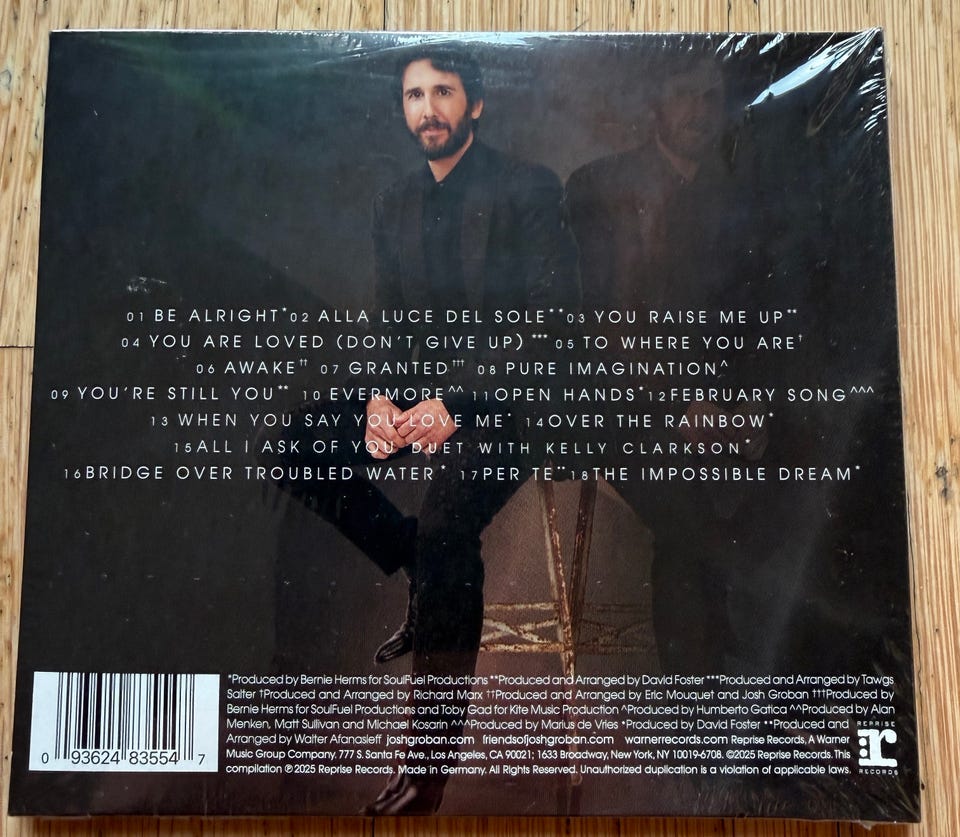 01 BE ALRIGHT* 02 ALLA LUCE DEL SOLE** 03 YOU RAISE ME UP**
04 YOU ARE LOVED (DON'T GIVE UP)*** 05 TO WHERE YOU ARE†
06 AWAKE†† 07 GRANTED††† 08 PURE IMAGINATION^
09 YOU'RE STILL YOU** 10 EVERMORE^^ 11 OPEN HANDS* 12 FEBRUARY SONG^^^
13 WHEN YOU SAY YOU LOVE ME* 14 OVER THE RAINBOW*
15 ALL I ASK OF YOU DUET WITH KELLY CLARKSON*
16 BRIDGE OVER TROUBLED WATER* 17 PER TE** 18 THE IMPOSSIBLE DREAM*
*Produced by Bernie Herms for SoulFuel Productions **Produced and Arranged by David Foster ***Produced and Arranged by Tawgs
Salter †Produced and Arranged by Richard Marx ††Produced and Arranged by Eric Mouquet and Josh Groban †††Produced by
Bernie Herms for SoulFuel Productions and Toby Gad for Kite Music Production ^Produced by Humberto Gatica ^^Produced by Alan
Menken, Matt Sullivan and Michael Kosarin ^^^Produced by Marius de Vries *Produced by David Foster **Produced and
Arranged by Walter Afanasieff joshgroban.com friendsofjoshgroban.com warnerrecords.com Reprise Records, A Warner
Music Group Company. 777 S. Santa Fe Ave., Los Angeles, CA 90021; 1633 Broadway, New York, NY 10019-6708. ©2025 Reprise Records. This
compilation ℗ 2025 Reprise Records. Made in Germany. All Rights Reserved. Unauthorized duplication is a violation of applicable laws.
0 93624 83554 7
REPRISE
r
RECORDS